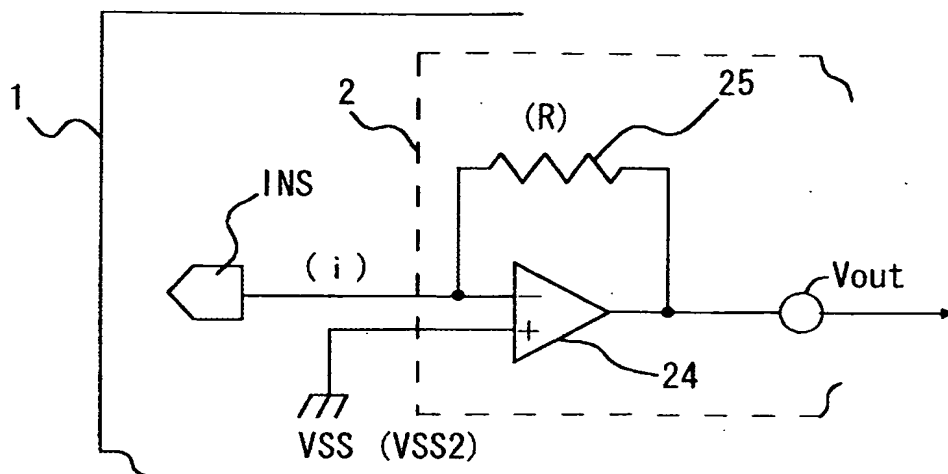 1
2
25
(R)
INS
(i)
Vout
−
+
24
VSS (VSS2)